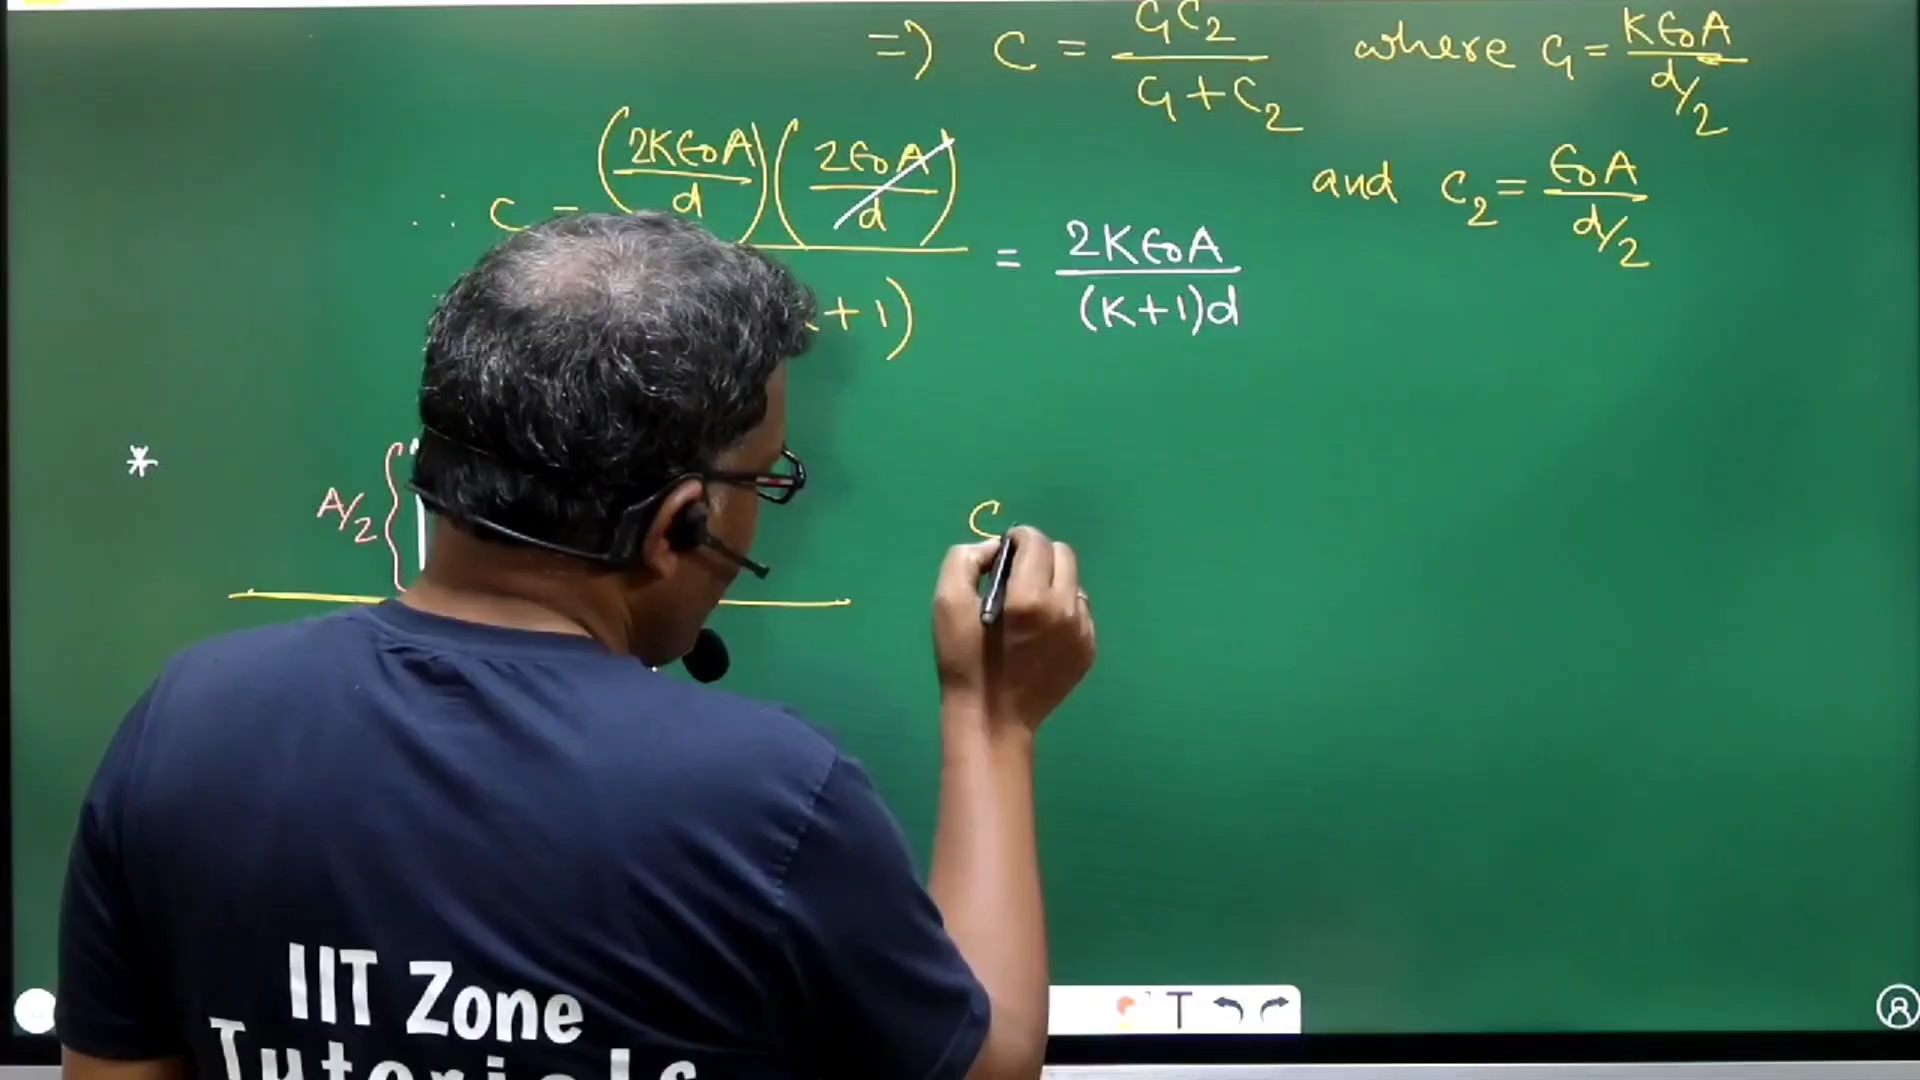 =) C = C₁C₂ / C₁+C₂ where C₁ = Kε₀A / d/2
∴ C = (2Kε₀A / d)(2ε₀A / d) / +1) = 2Kε₀A / (K+1)d
and C₂ = ε₀A / d/2
*
A/2
C
IIT Zone
Tutorials
T